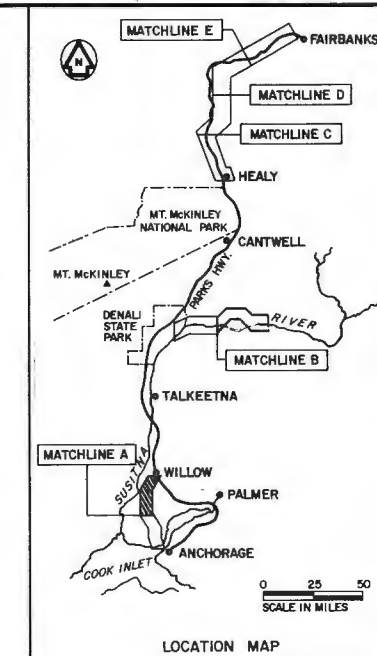 MATCHLINE E
FAIRBANKS
N
MATCHLINE D
MATCHLINE C
HEALY
MT. McKINLEY
NATIONAL PARK
CANTWELL
MT. McKINLEY
PARKS HWY.
DENALI
STATE
PARK
RIVER
MATCHLINE B
TALKEETNA
MATCHLINE A
SUSITNA
WILLOW
PALMER
ANCHORAGE
COOK INLET
0 25 50
SCALE IN MILES
LOCATION MAP